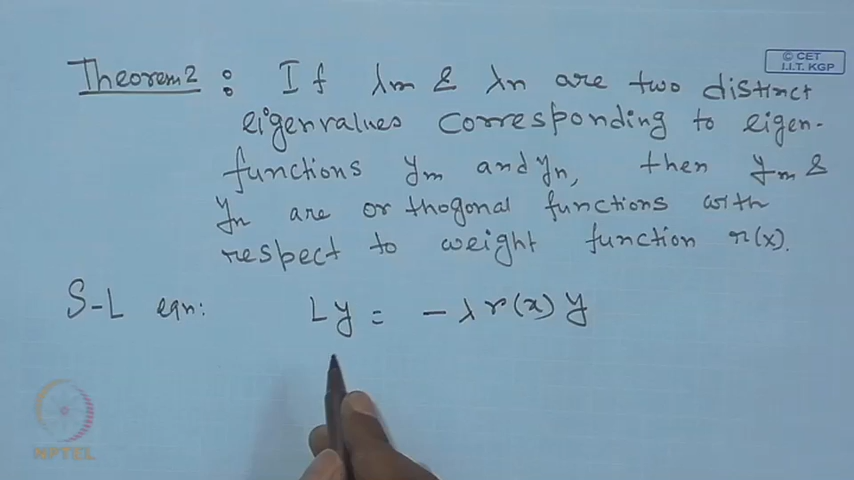 © CET
I.I.T. KGP
Theorem 2 : If λm & λn are two distinct
eigenvalues corresponding to eigen-
functions ym and yn, then ym &
yn are orthogonal functions with
respect to weight function r(x).
S-L eqn: Ly = -λ r(x) y
NPTEL